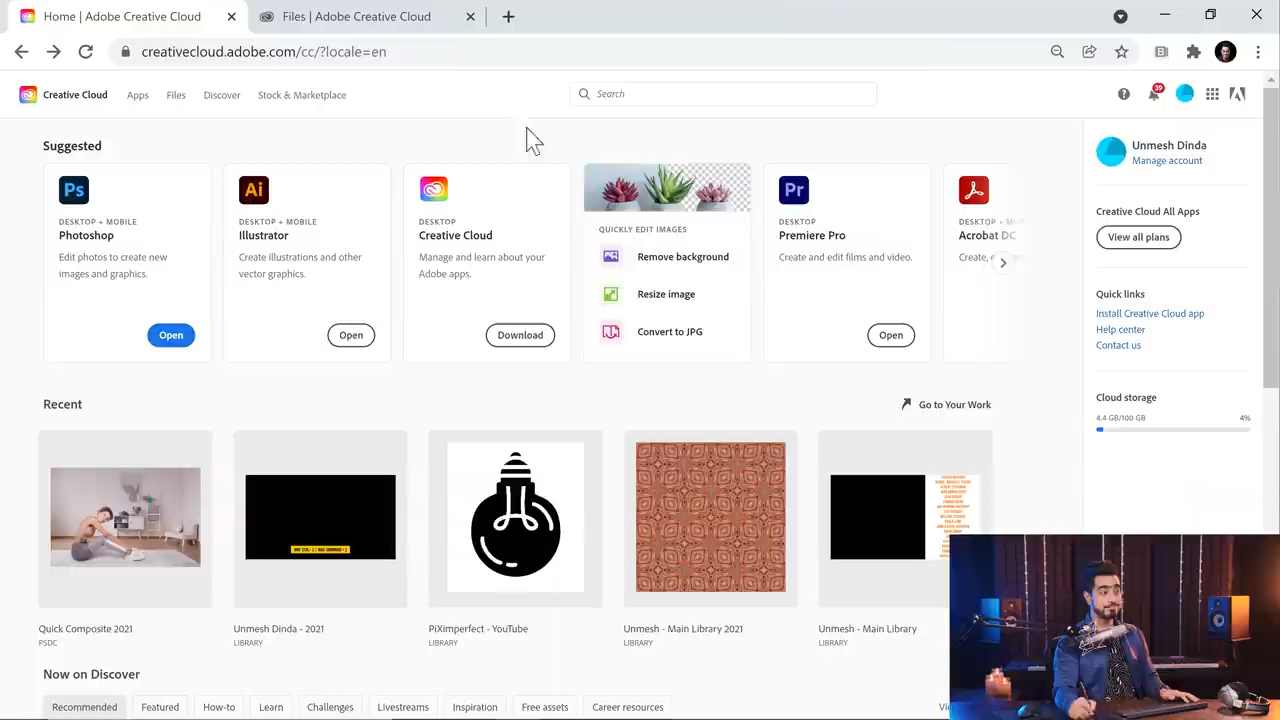 Home | Adobe Creative Cloud
Files | Adobe Creative Cloud
creativecloud.adobe.com/cc/?locale=en
Creative Cloud
Apps
Files
Discover
Stock & Marketplace
Search
39
Suggested
Ps
DESKTOP + MOBILE
Photoshop
Edit photos to create new
images and graphics.
Open
Ai
DESKTOP + MOBILE
Illustrator
Create illustrations and other
vector graphics.
Open
DESKTOP
Creative Cloud
Manage and learn about your
Adobe apps.
Download
QUICKLY EDIT IMAGES
Remove background
Resize image
Convert to JPG
Pr
DESKTOP
Premiere Pro
Create and edit films and video.
Open
Acrobat DC
Unmesh Dinda
Manage account
Creative Cloud All Apps
View all plans
Quick links
Install Creative Cloud app
Help center
Contact us
Cloud storage
4.4 GB/100 GB
4%
Recent
Go to Your Work
Quick Composite 2021
PSDC
Unmesh Dinda - 2021
LIBRARY
PiXimperfect - YouTube
LIBRARY
Unmesh - Main Library 2021
LIBRARY
Unmesh - Main Library
LIBRARY
Now on Discover
Recommended
Featured
How-to
Learn
Challenges
Livestreams
Inspiration
Free assets
Career resources